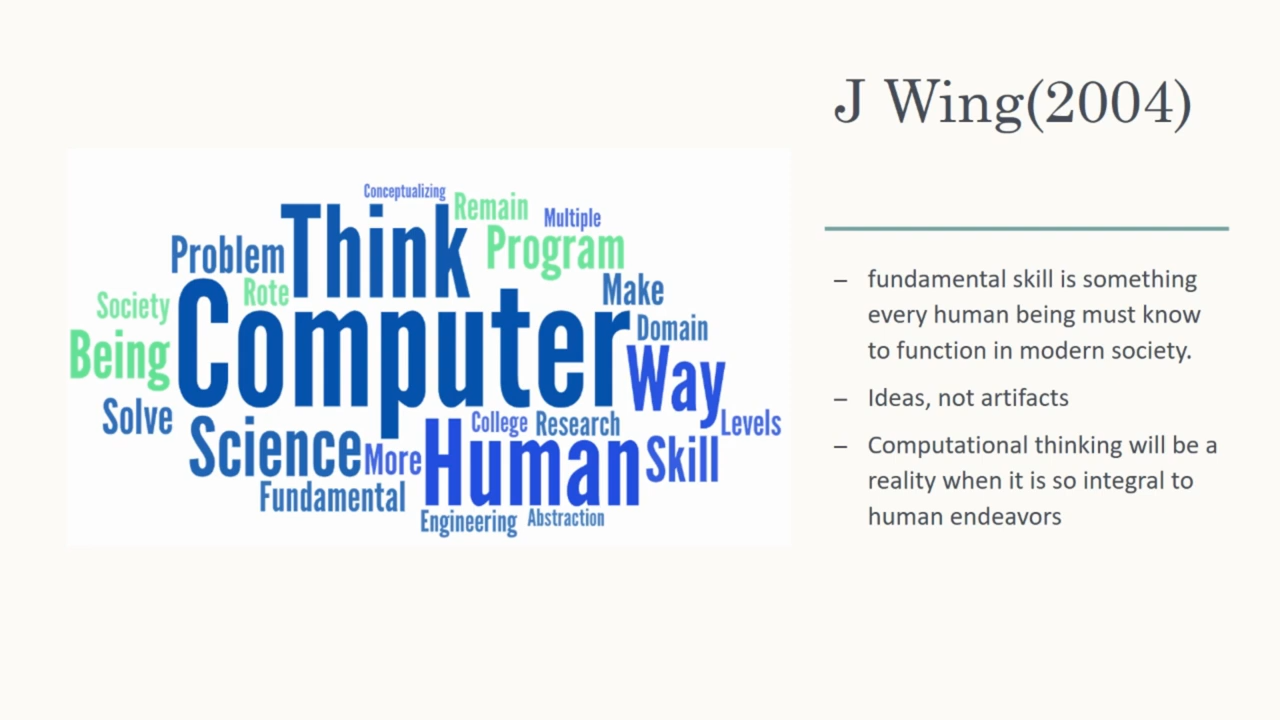 J Wing(2004)
Conceptualizing
Remain
Multiple
Think
Program
Problem
Make
Rote
Society
Computer
Domain
Being
Way
Solve
College
Research
Levels
Science
More
Human
Skill
Fundamental
Engineering
Abstraction
– fundamental skill is something
every human being must know
to function in modern society.
– Ideas, not artifacts
– Computational thinking will be a
reality when it is so integral to
human endeavors